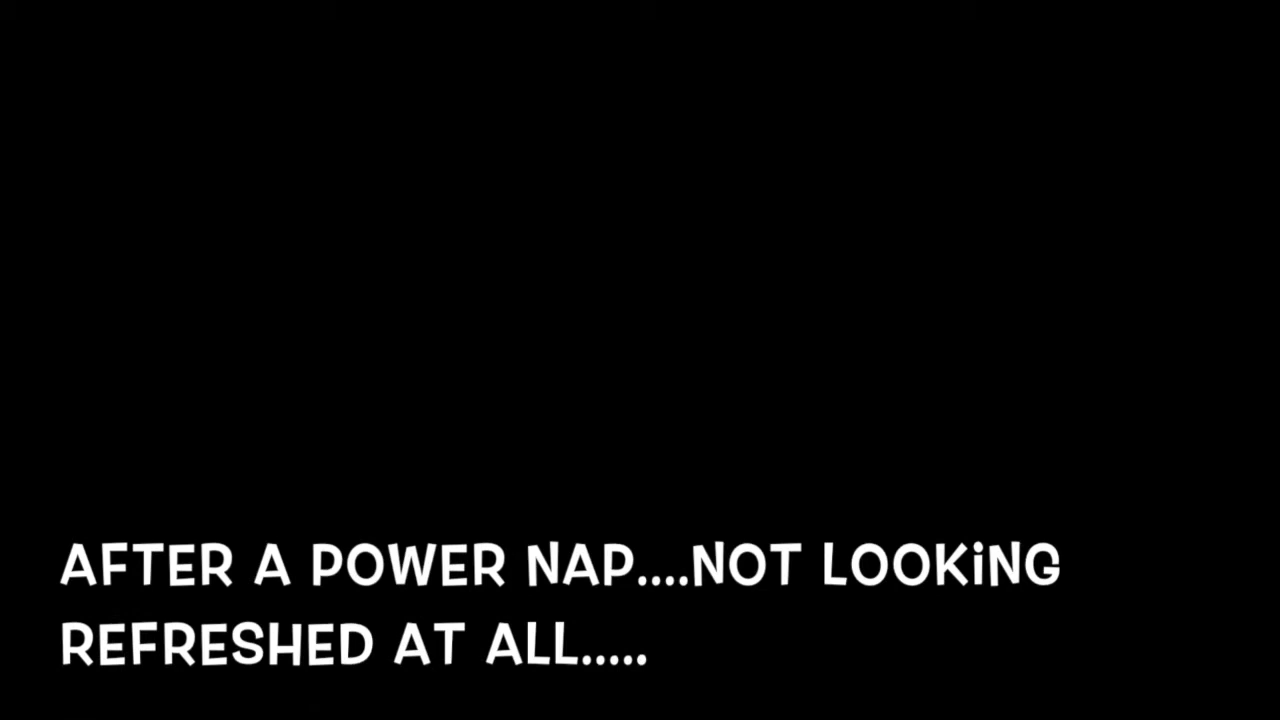 AFTER A POWER NAP....NOT LOOKiNG
REFRESHED AT ALL.....